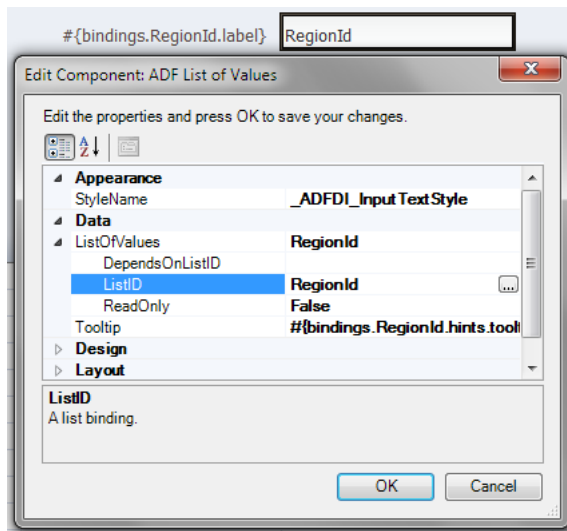 #{bindings.RegionId.label} RegionId
Edit Component: ADF List of Values
Edit the properties and press OK to save your changes.
Appearance
StyleName _ADFDI_InputTextStyle
Data
ListOfValues RegionId
DependsOnListID
ListID RegionId ...
ReadOnly False
Tooltip #{bindings.RegionId.hints.toolt
Design
Layout
ListID
A list binding.
OK Cancel